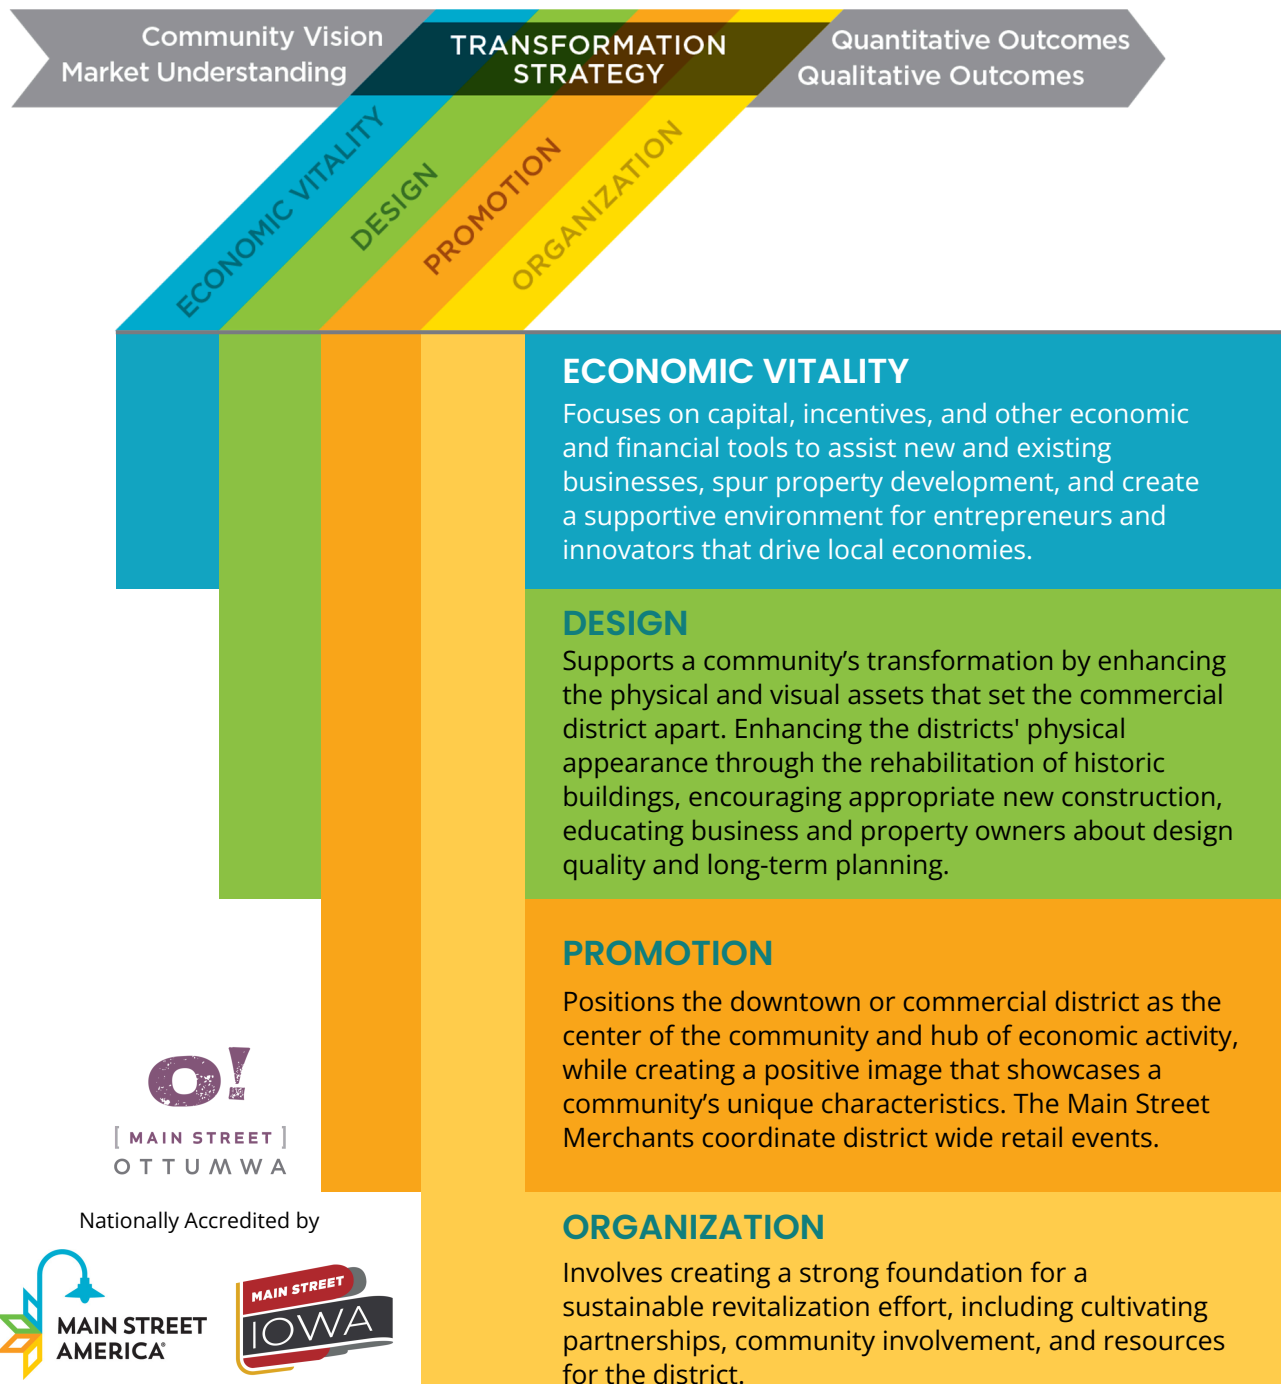 Community Vision
Market Understanding
TRANSFORMATION
STRATEGY
Quantitative Outcomes
Qualitative Outcomes
ECONOMIC VITALITY
DESIGN
PROMOTION
ORGANIZATION
ECONOMIC VITALITY
Focuses on capital, incentives, and other economic
and financial tools to assist new and existing
businesses, spur property development, and create
a supportive environment for entrepreneurs and
innovators that drive local economies.
DESIGN
Supports a community’s transformation by enhancing
the physical and visual assets that set the commercial
district apart. Enhancing the districts' physical
appearance through the rehabilitation of historic
buildings, encouraging appropriate new construction,
educating business and property owners about design
quality and long-term planning.
PROMOTION
Positions the downtown or commercial district as the
center of the community and hub of economic activity,
while creating a positive image that showcases a
community’s unique characteristics. The Main Street
Merchants coordinate district wide retail events.
ORGANIZATION
Involves creating a strong foundation for a
sustainable revitalization effort, including cultivating
partnerships, community involvement, and resources
for the district.
O!
[ MAIN STREET ]
OTTUMWA
Nationally Accredited by
MAIN STREET
AMERICA®
MAIN STREET
IOWA